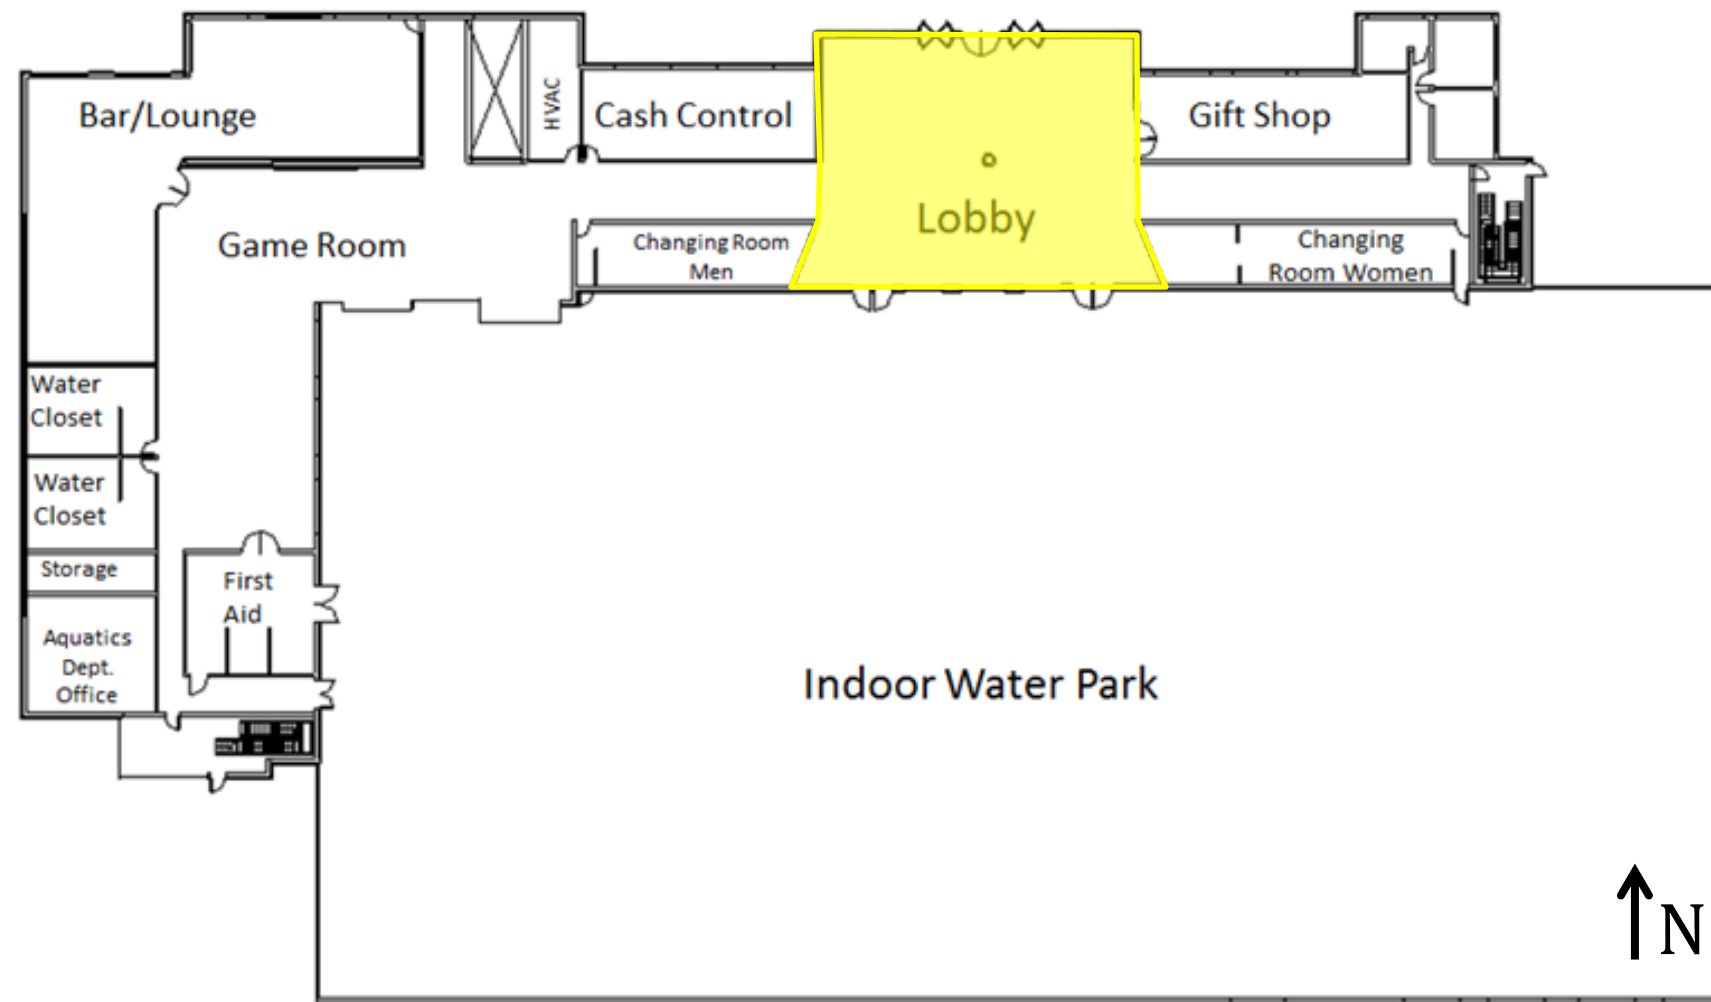 Bar/Lounge
HVAC
Cash Control
Gift Shop
Lobby
Game Room
Changing Room
Men
Changing
Room Women
Water
Closet
Water
Closet
Storage
First
Aid
Aquatics
Dept.
Office
Indoor Water Park
N